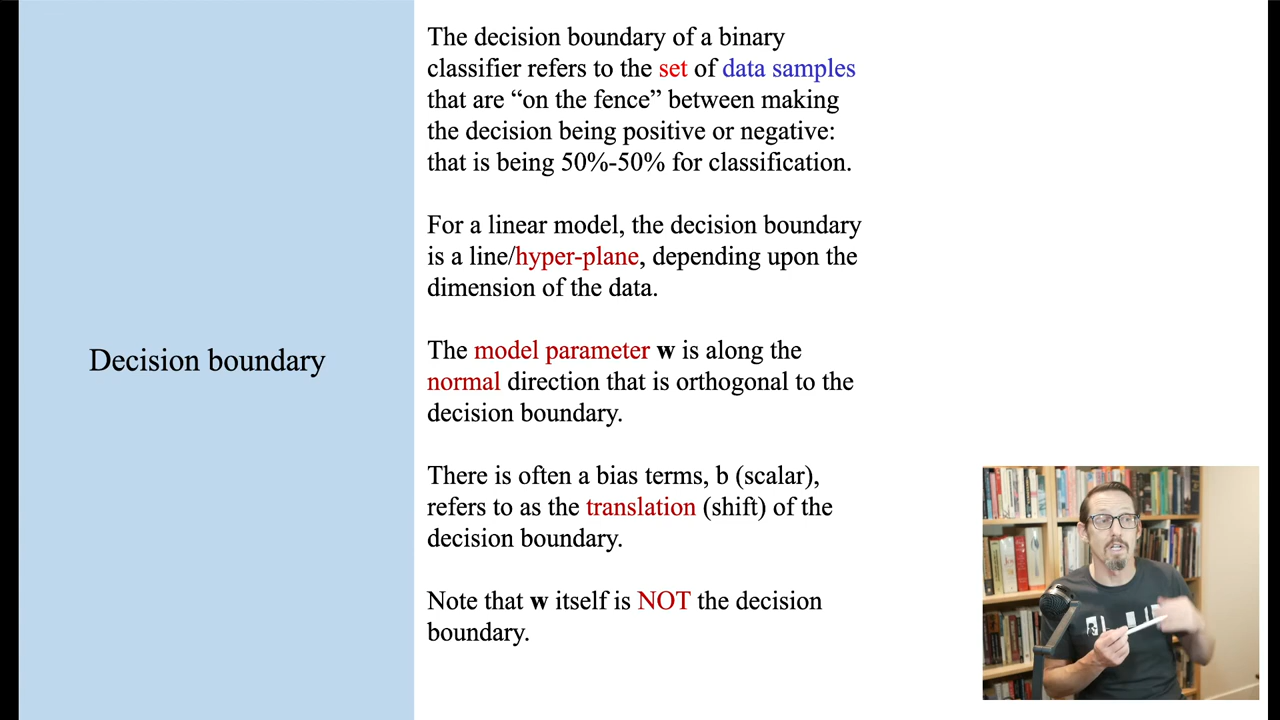 Decision boundary
The decision boundary of a binary
classifier refers to the set of data samples
that are “on the fence” between making
the decision being positive or negative:
that is being 50%-50% for classification.
For a linear model, the decision boundary
is a line/hyper-plane, depending upon the
dimension of the data.
The model parameter w is along the
normal direction that is orthogonal to the
decision boundary.
There is often a bias terms, b (scalar),
refers to as the translation (shift) of the
decision boundary.
Note that w itself is NOT the decision
boundary.